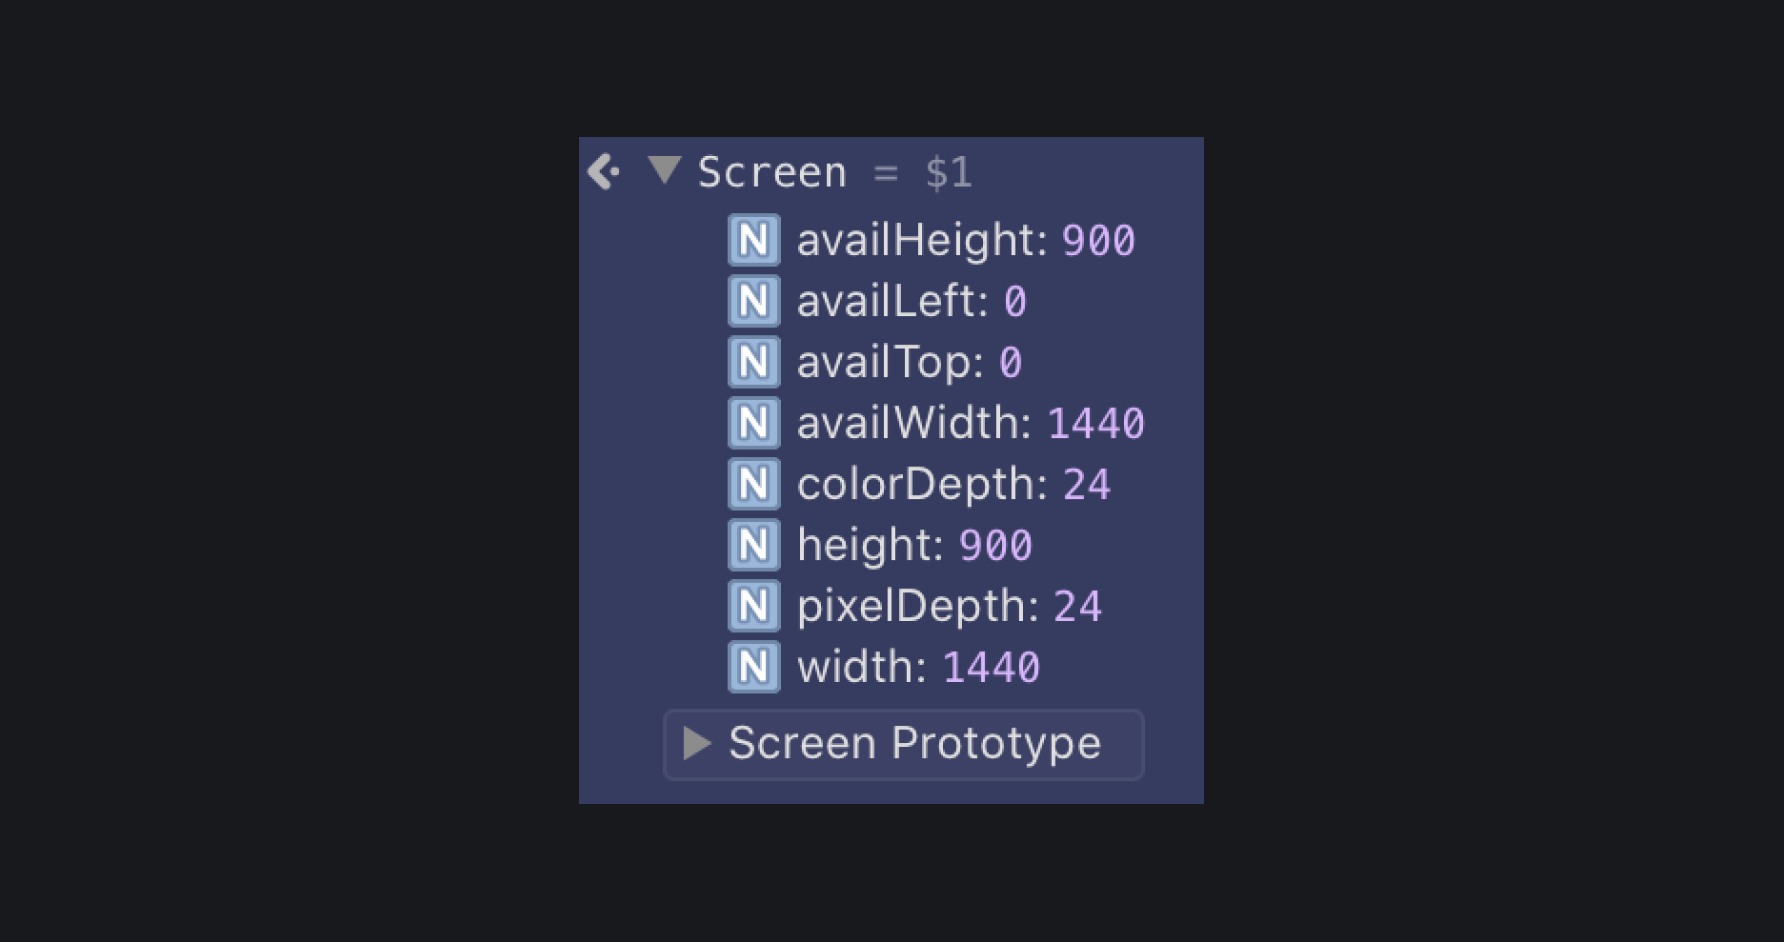 Screen = $1
N availHeight: 900
N availLeft: 0
N availTop: 0
N availWidth: 1440
N colorDepth: 24
N height: 900
N pixelDepth: 24
N width: 1440
Screen Prototype